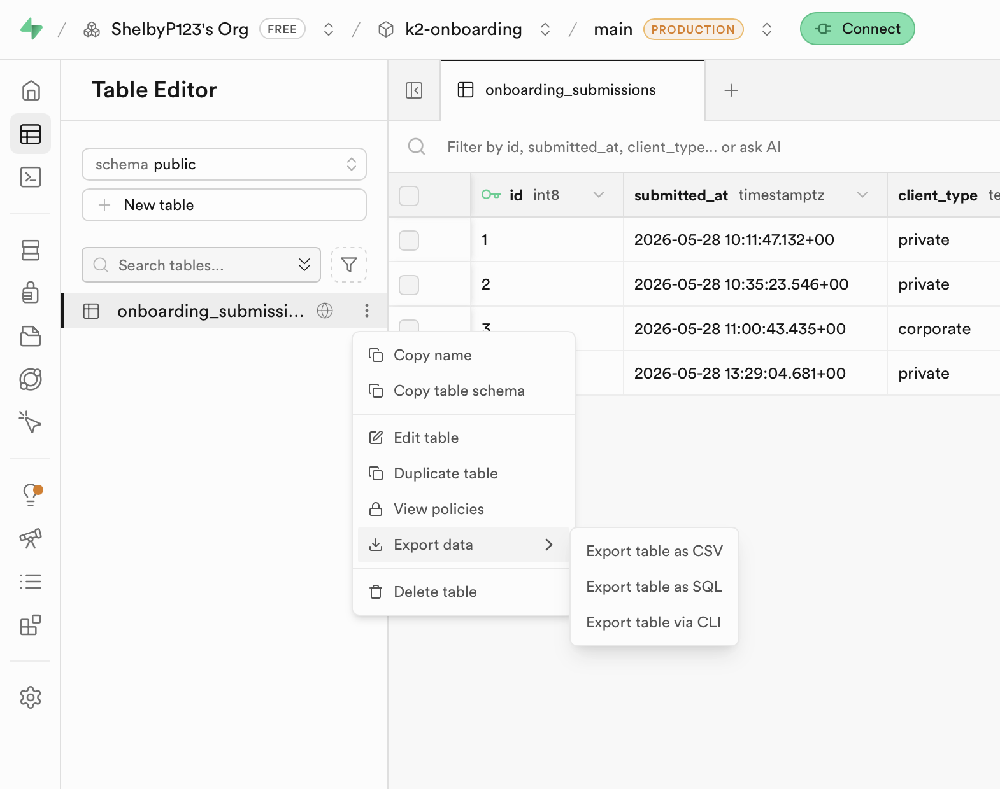 ShelbyP123's Org FREE k2-onboarding main PRODUCTION Connect
Table Editor
onboarding_submissions
schema public
New table
Search tables...
onboarding_submissi...
Filter by id, submitted_at, client_type... or ask AI
id int8 submitted_at timestamptz client_type te
1 2026-05-28 10:11:47.132+00 private
2 2026-05-28 10:35:23.546+00 private
3 2026-05-28 11:00:43.435+00 corporate
2026-05-28 13:29:04.681+00 private
Copy name
Copy table schema
Edit table
Duplicate table
View policies
Export data
Delete table
Export table as CSV
Export table as SQL
Export table via CLI